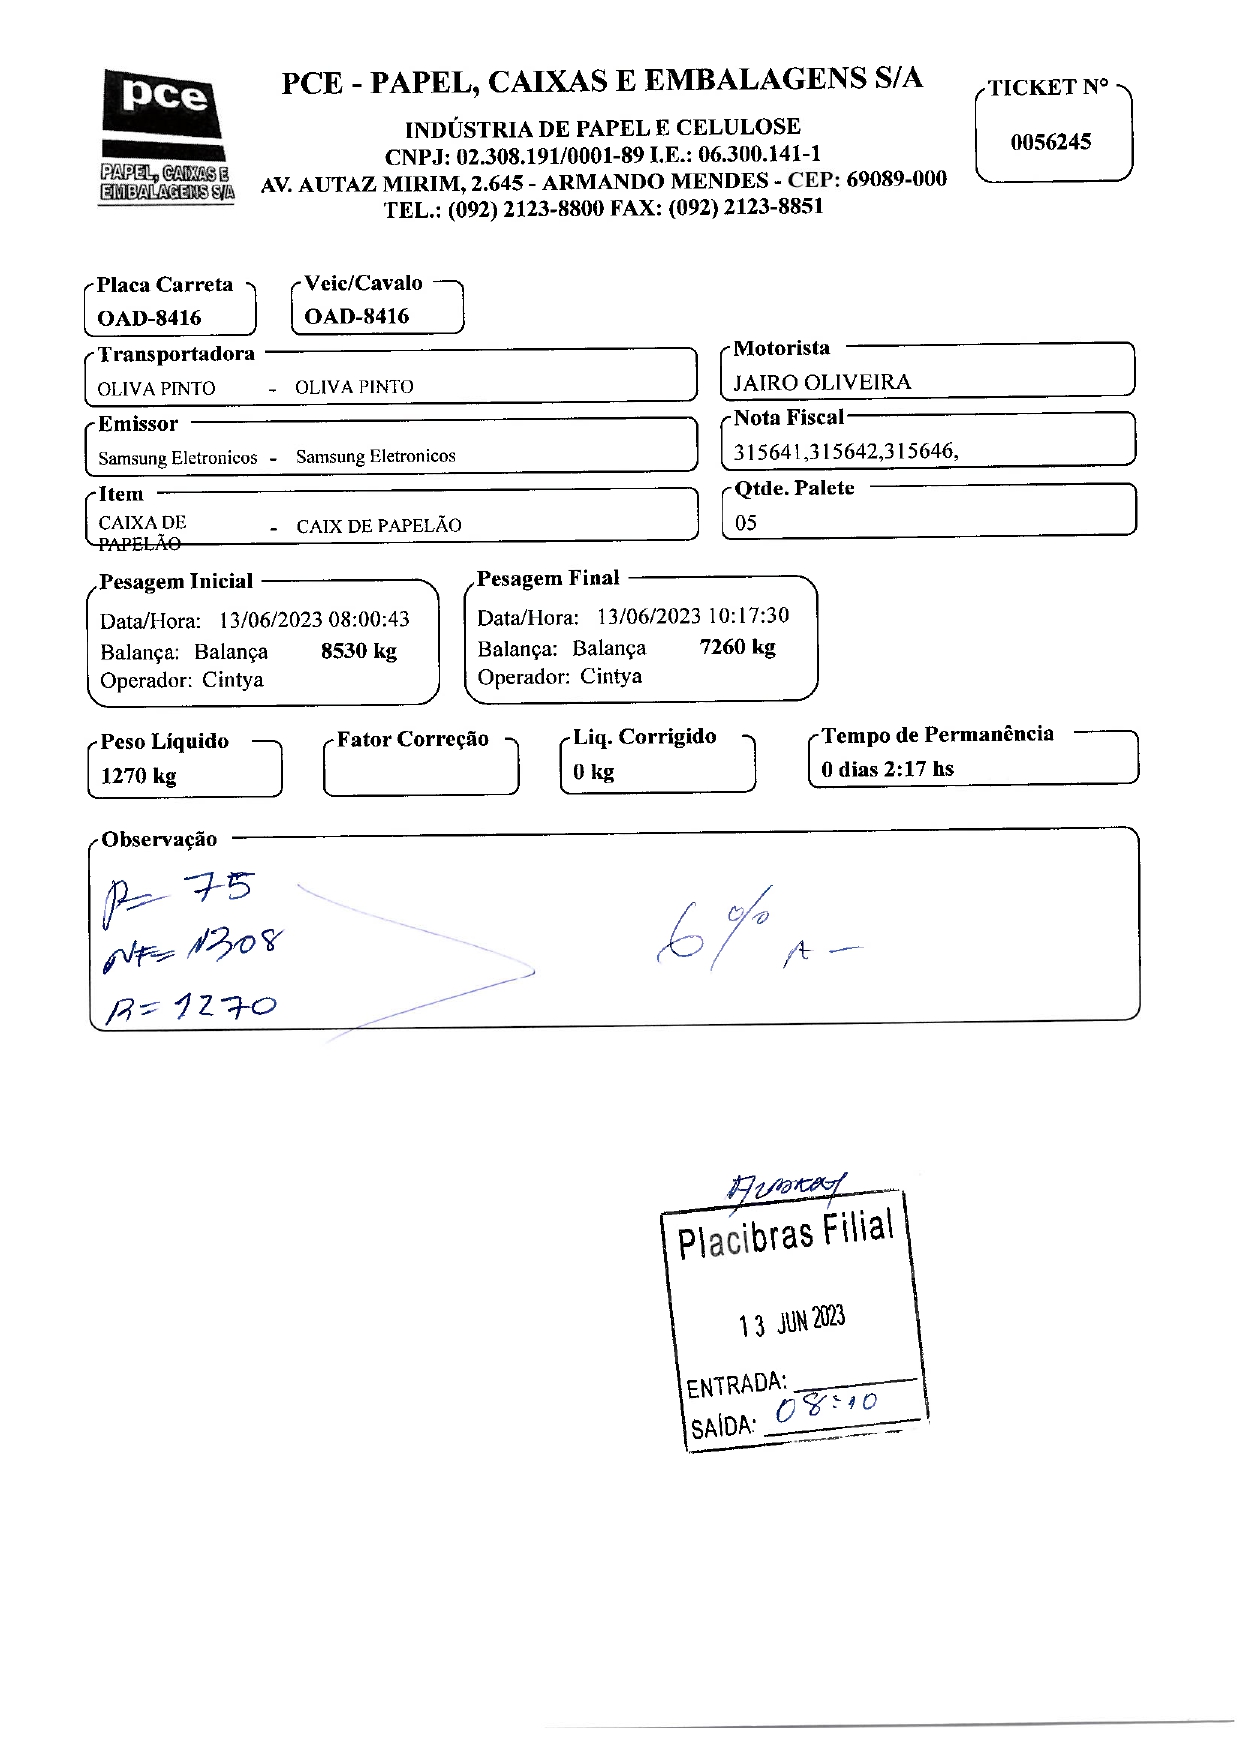 pce
PAPEL, CAIXAS E
EMBALAGENS S/A
PCE - PAPEL, CAIXAS E EMBALAGENS S/A
INDÚSTRIA DE PAPEL E CELULOSE
CNPJ: 02.308.191/0001-89 I.E.: 06.300.141-1
AV. AUTAZ MIRIM, 2.645 - ARMANDO MENDES - CEP: 69089-000
TEL.: (092) 2123-8800 FAX: (092) 2123-8851
TICKET Nº
0056245
Placa Carreta
OAD-8416
Veic/Cavalo
OAD-8416
Transportadora
OLIVA PINTO - OLIVA PINTO
Motorista
JAIRO OLIVEIRA
Emissor
Samsung Eletronicos - Samsung Eletronicos
Nota Fiscal
315641,315642,315646,
Item
CAIXA DE PAPELÃO - CAIX DE PAPELÃO
Qtde. Palete
05
Pesagem Inicial
Data/Hora: 13/06/2023 08:00:43
Balança: Balança 8530 kg
Operador: Cintya
Pesagem Final
Data/Hora: 13/06/2023 10:17:30
Balança: Balança 7260 kg
Operador: Cintya
Peso Líquido
1270 kg
Fator Correção
Liq. Corrigido
0 kg
Tempo de Permanência
0 dias 2:17 hs
Observação
P= 75
NF= 1308
R= 1270
6% A -
Placibras Filial
13 JUN 2023
ENTRADA:
SAÍDA: 08:10